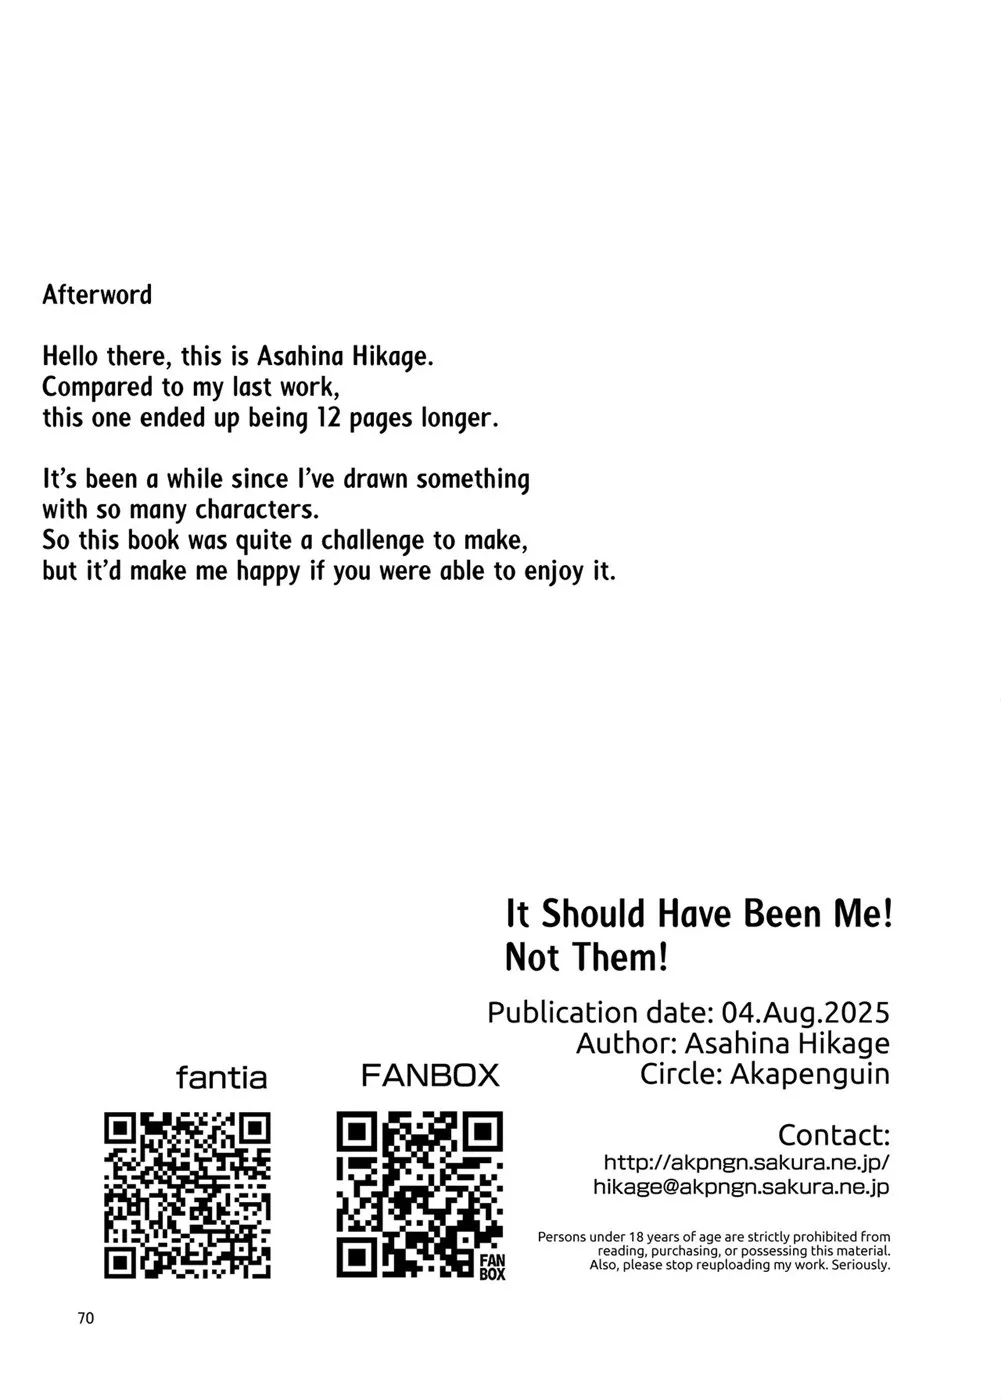 Afterword
Hello there, this is Asahina Hikage.
Compared to my last work,
this one ended up being 12 pages longer.
It's been a while since I've drawn something
with so many characters.
So this book was quite a challenge to make,
but it'd make me happy if you were able to enjoy it.
It Should Have Been Me!
Not Them!
Publication date: 04.Aug.2025
Author: Asahina Hikage
Circle: Akapenguin
fantia
FANBOX
Contact:
http://akpngn.sakura.ne.jp/
hikage@akpngn.sakura.ne.jp
Persons under 18 years of age are strictly prohibited from
reading, purchasing, or possessing this material.
Also, please stop reuploading my work. Seriously.
FAN
BOX
70